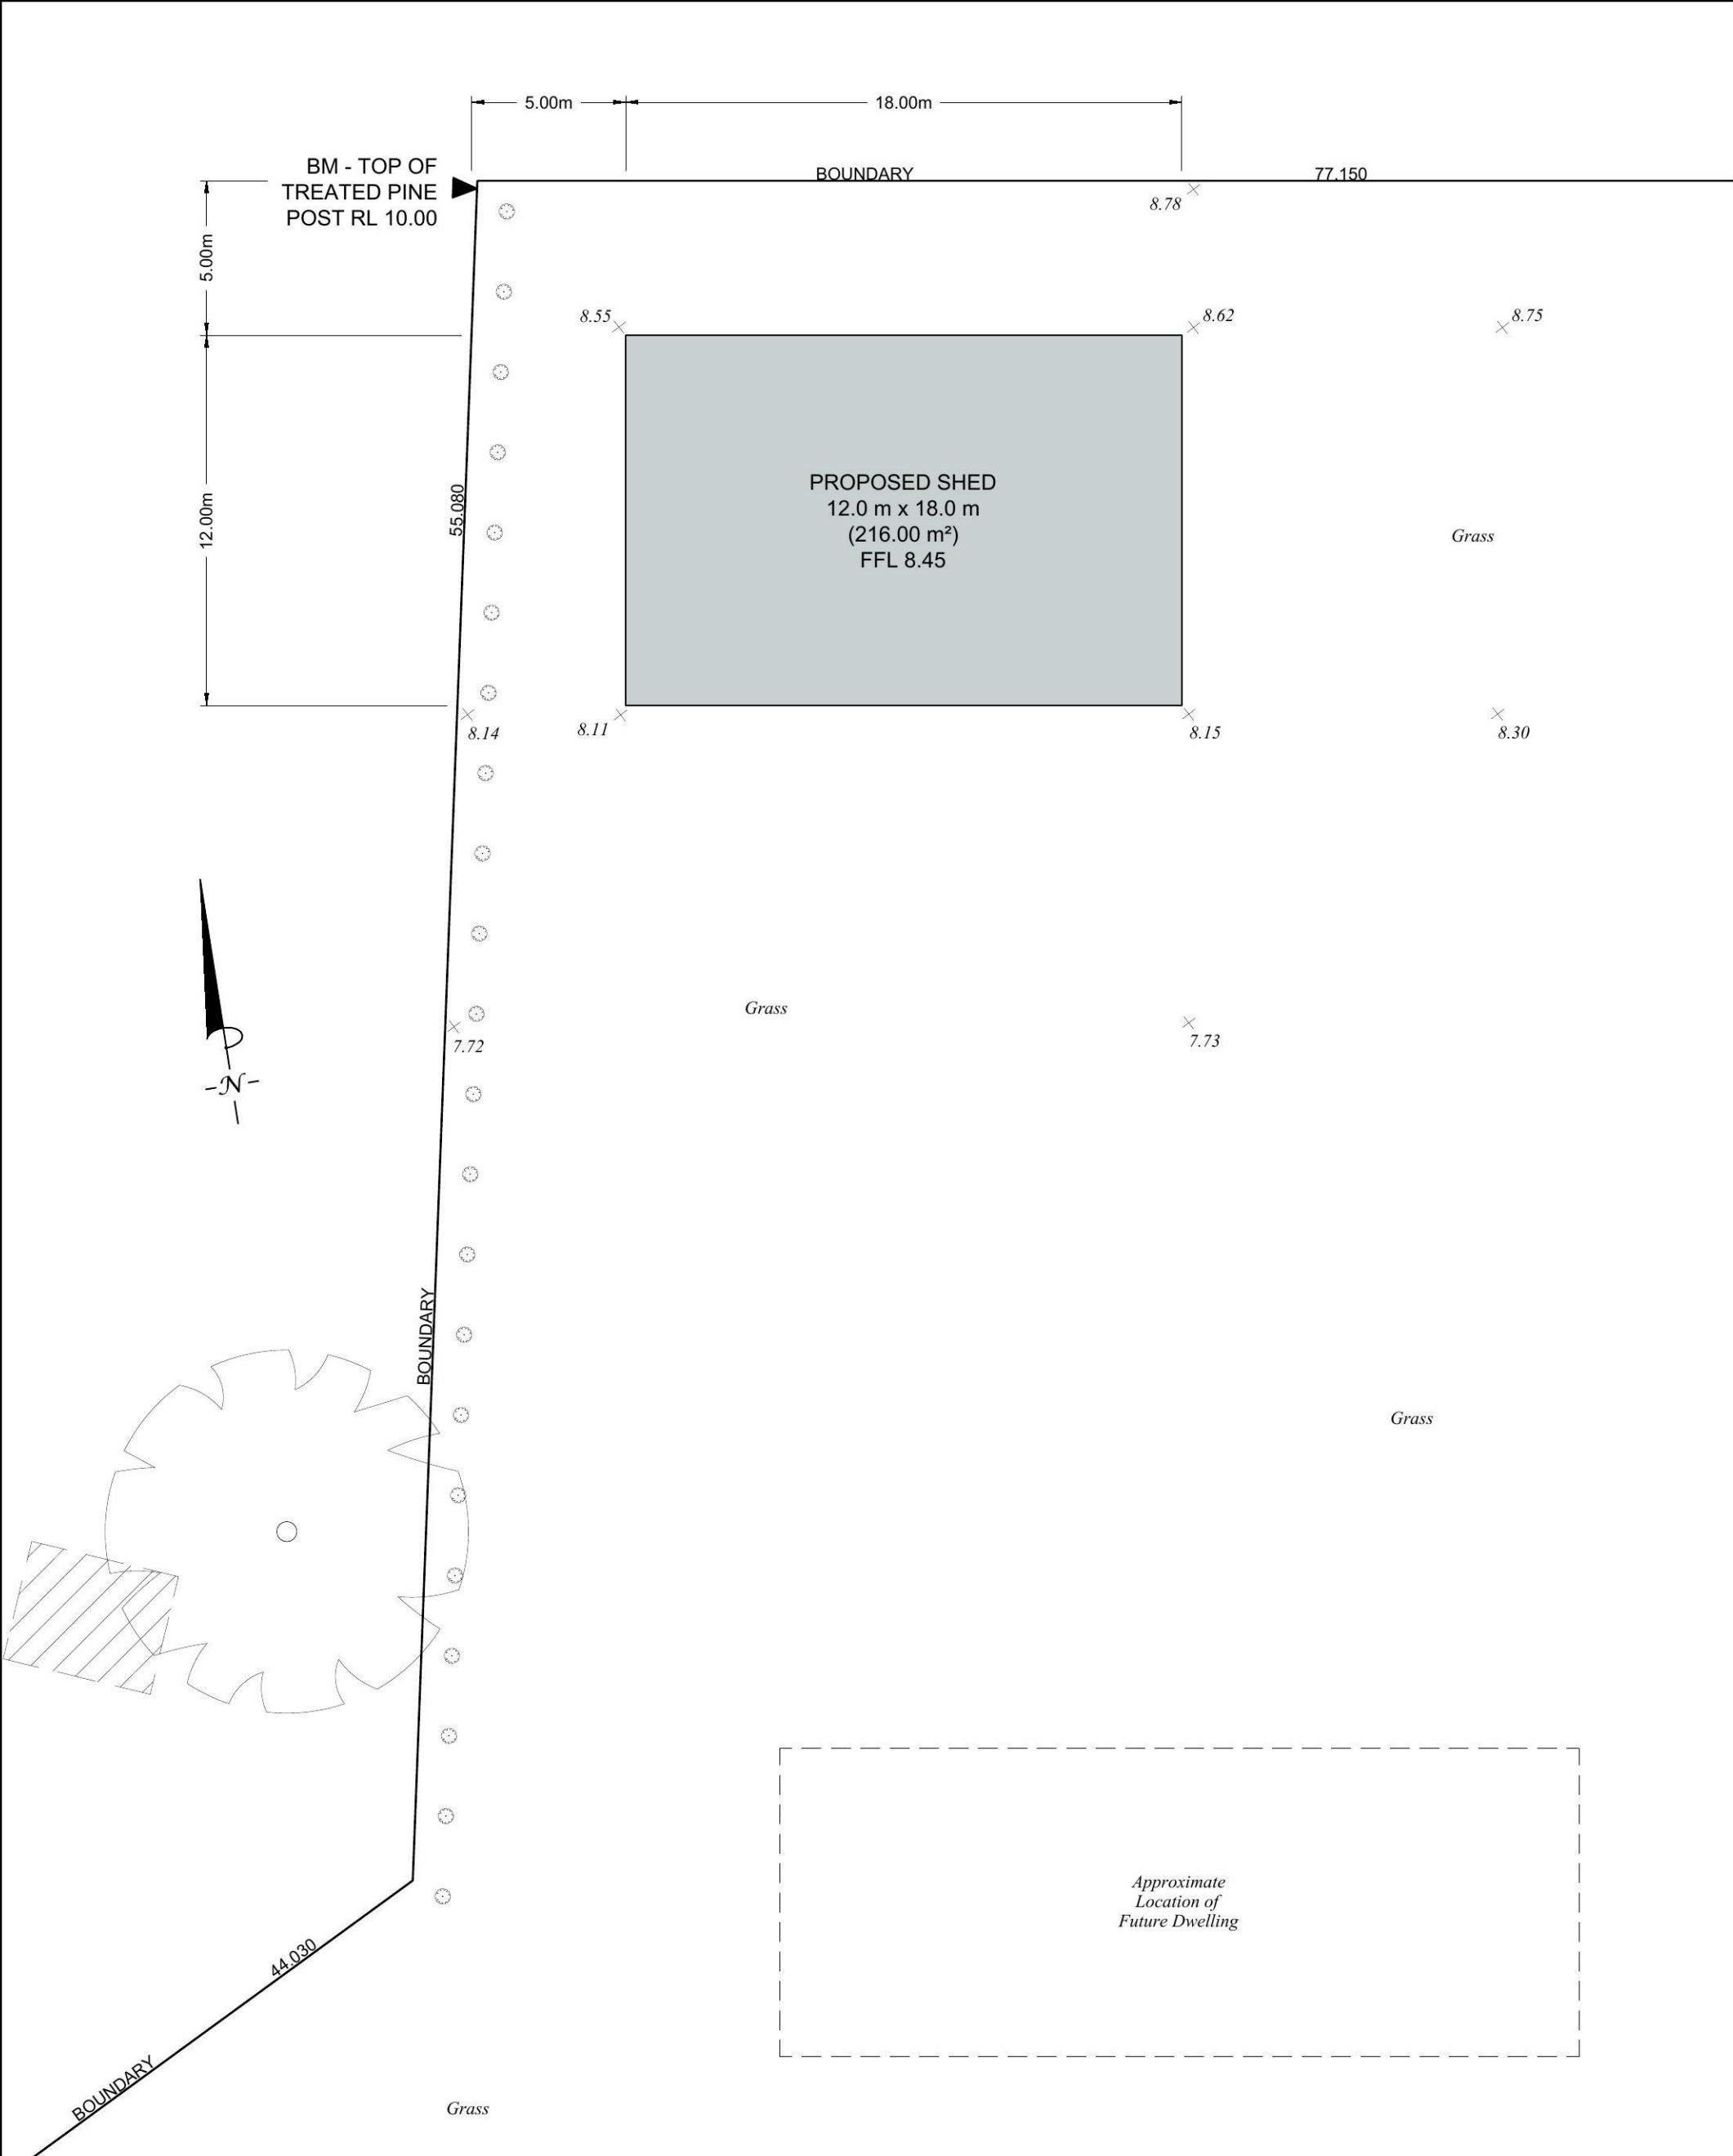 5.00m
18.00m
BM - TOP OF
TREATED PINE
POST RL 10.00
BOUNDARY
77.150
8.78
5.00m
8.55
8.62
8.75
12.00m
55.080
PROPOSED SHED
12.0 m x 18.0 m
(216.00 m²)
FFL 8.45
Grass
8.14
8.11
8.15
8.30
Grass
7.72
7.73
-N-
BOUNDARY
Grass
Approximate
Location of
Future Dwelling
44.030
BOUNDARY
Grass